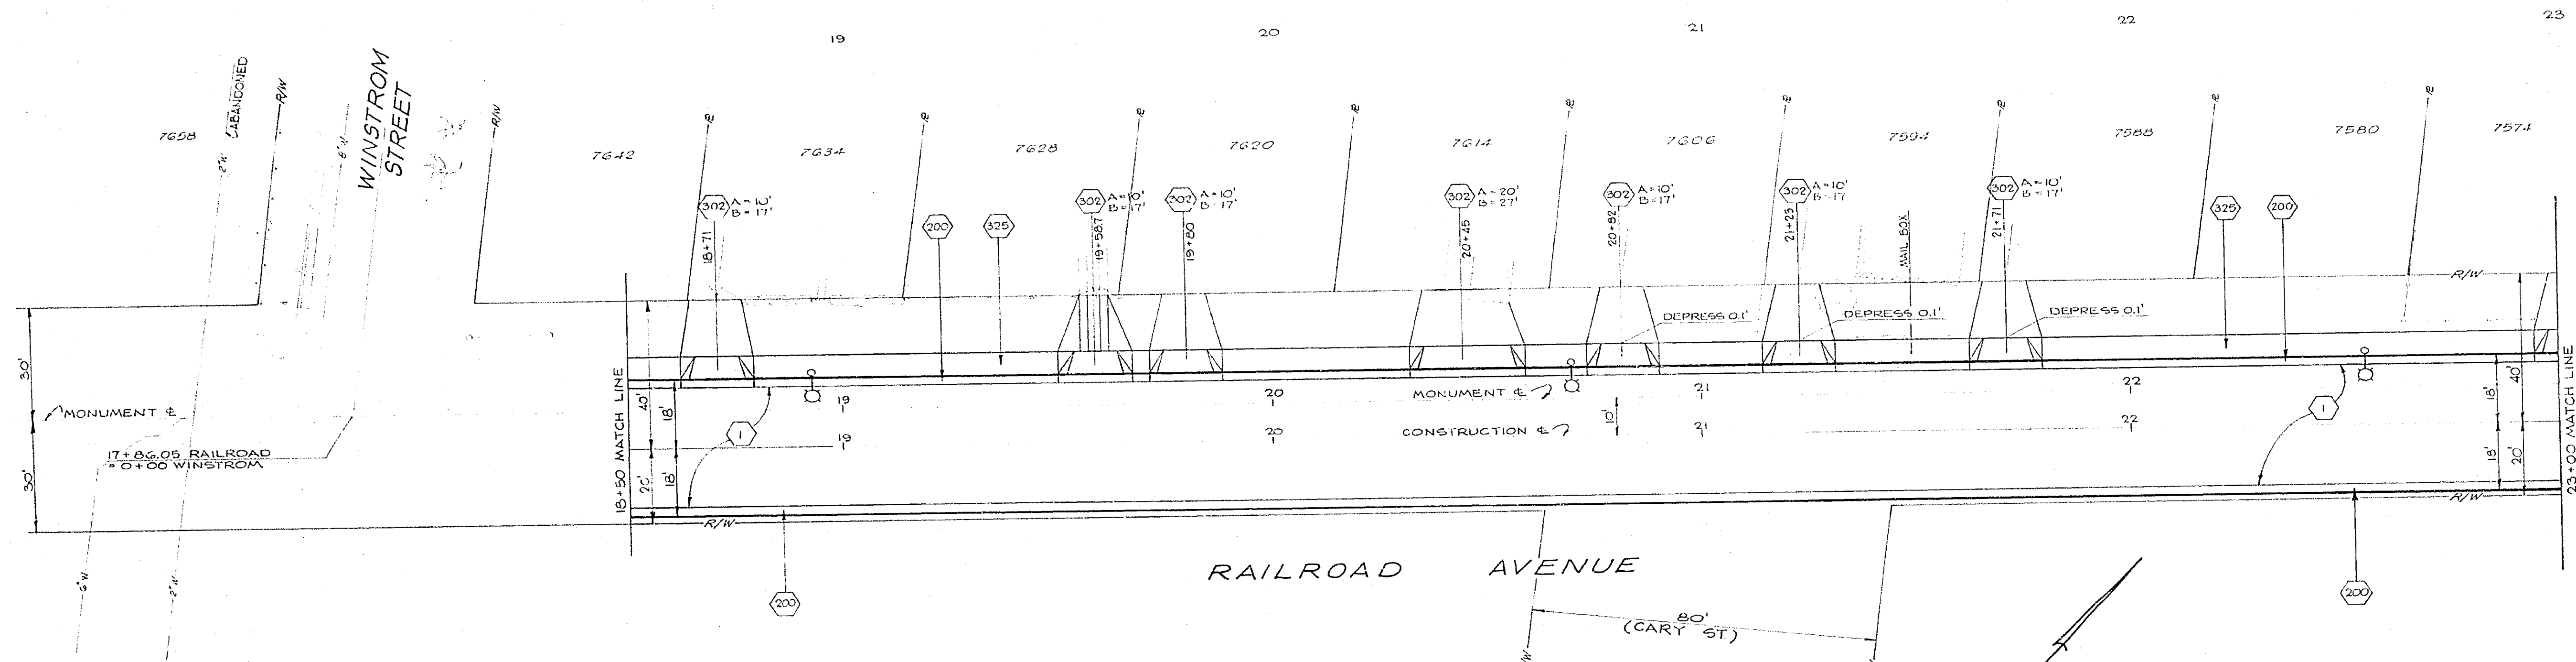 19
20
21
22
23
7658
2"W
(ABANDONED
R/W
8"W
WINSTROM
STREET
R/W
7642
7634
7628
7620
7614
7606
7594
7588
7580
7574
302 A=10'
B=17'
18+71
200
325
302 A=10'
B=17'
19+58.7
302 A=10'
B=17'
19+80
302 A=20'
B=27'
20+45
302 A=10'
B=17'
20+82
302 A=10'
B=17
21+23
MAIL BOX
302 A=10'
B=17'
21+71
325
200
R/W
DEPRESS 0.1'
DEPRESS 0.1'
DEPRESS 0.1'
30'
30'
MONUMENT ℄
17+86.05 RAILROAD
= 0+00 WINSTROM
6"W
2"W
18+50 MATCH LINE
40'
18'
20'
18'
1
19
19
20
20
MONUMENT ℄
CONSTRUCTION ℄
10'
21
21
22
22
1
18'
40'
18'
20'
23+00 MATCH LINE
R/W
R/W
200
RAILROAD AVENUE
80'
(CARY ST)
200